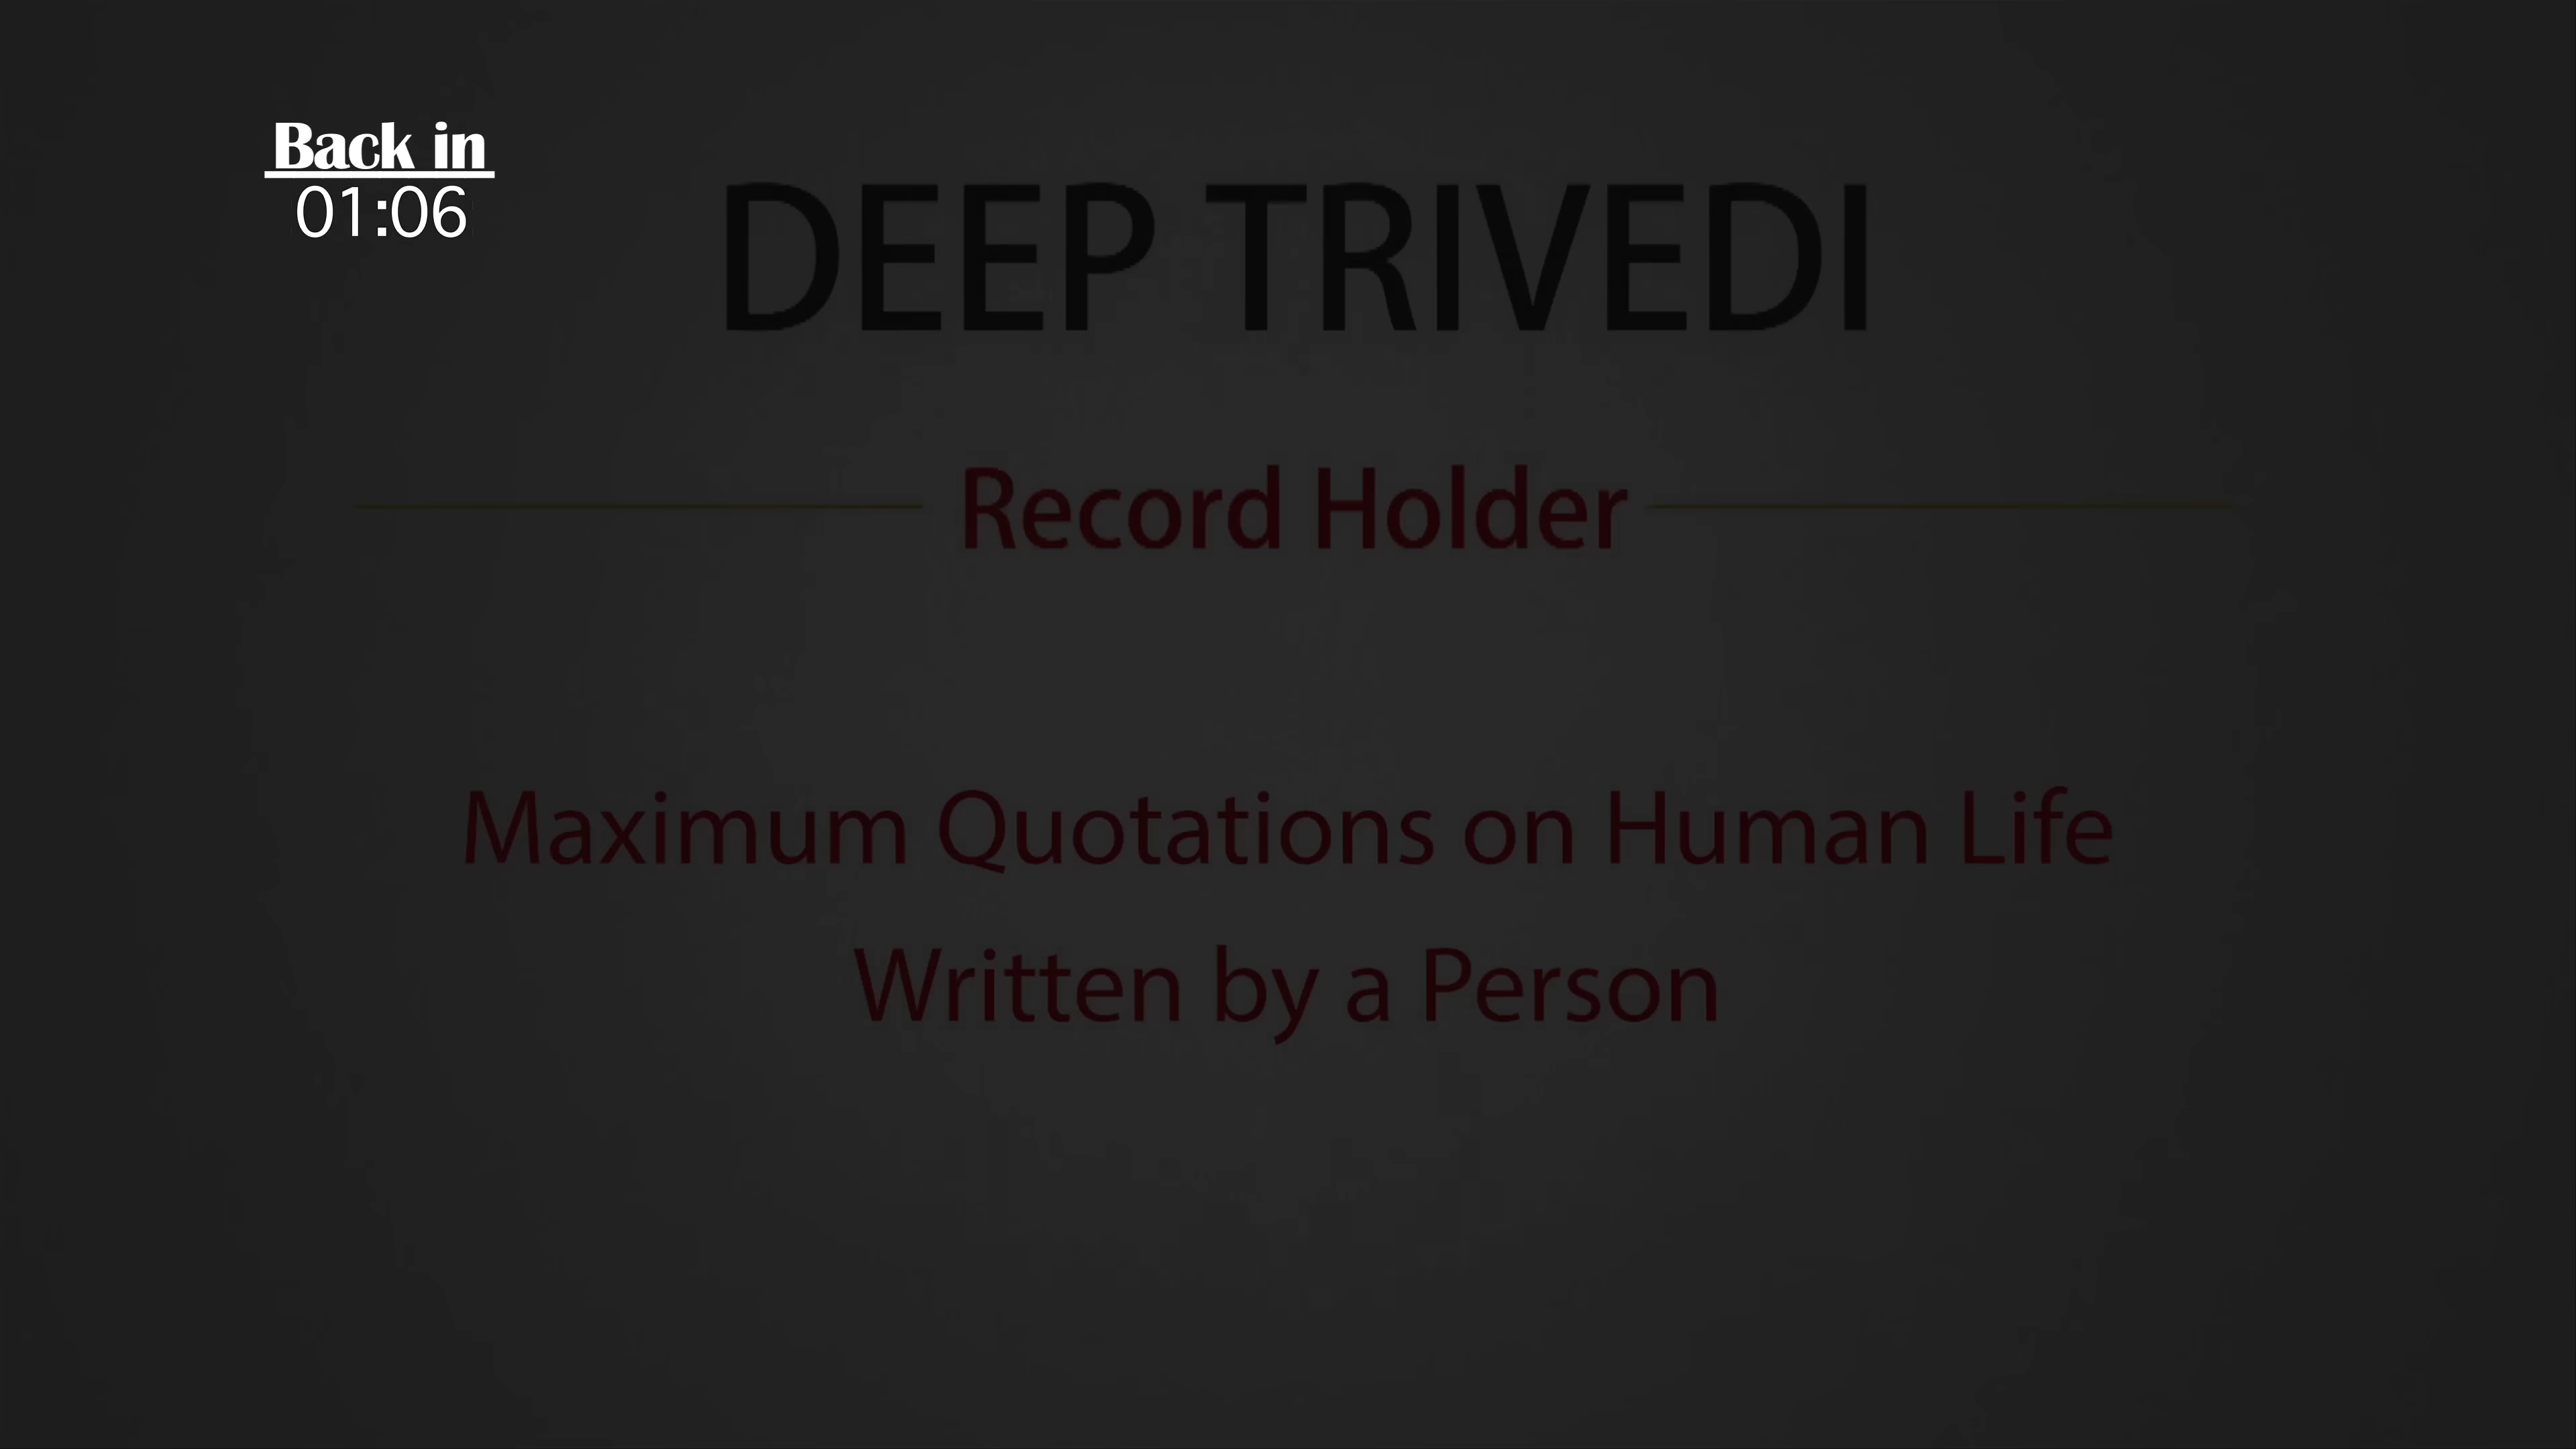 Back in
01:06
DEEP TRIVEDI
Record Holder
Maximum Quotations on Human Life
Written by a Person